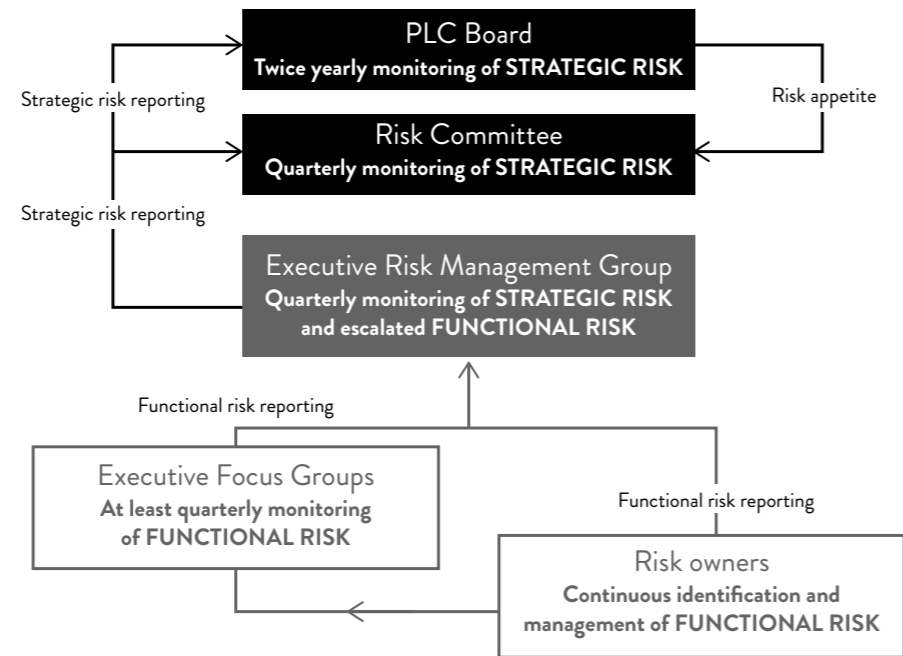 PLC Board
Twice yearly monitoring of STRATEGIC RISK
Strategic risk reporting
Risk appetite
Risk Committee
Quarterly monitoring of STRATEGIC RISK
Strategic risk reporting
Executive Risk Management Group
Quarterly monitoring of STRATEGIC RISK
and escalated FUNCTIONAL RISK
Functional risk reporting
Executive Focus Groups
At least quarterly monitoring
of FUNCTIONAL RISK
Functional risk reporting
Risk owners
Continuous identification and
management of FUNCTIONAL RISK